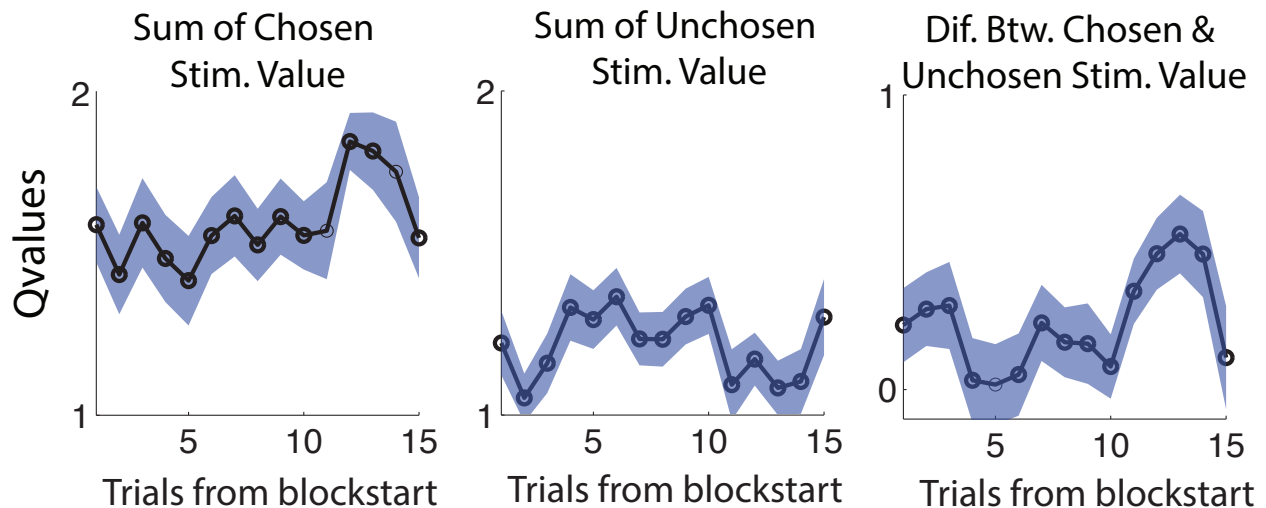 Sum of Chosen
Stim. Value
Sum of Unchosen
Stim. Value
Dif. Btw. Chosen &
Unchosen Stim. Value
Qvalues
2
1
5
10
15
Trials from blockstart
2
1
5
10
15
Trials from blockstart
1
0
5
10
15
Trials from blockstart